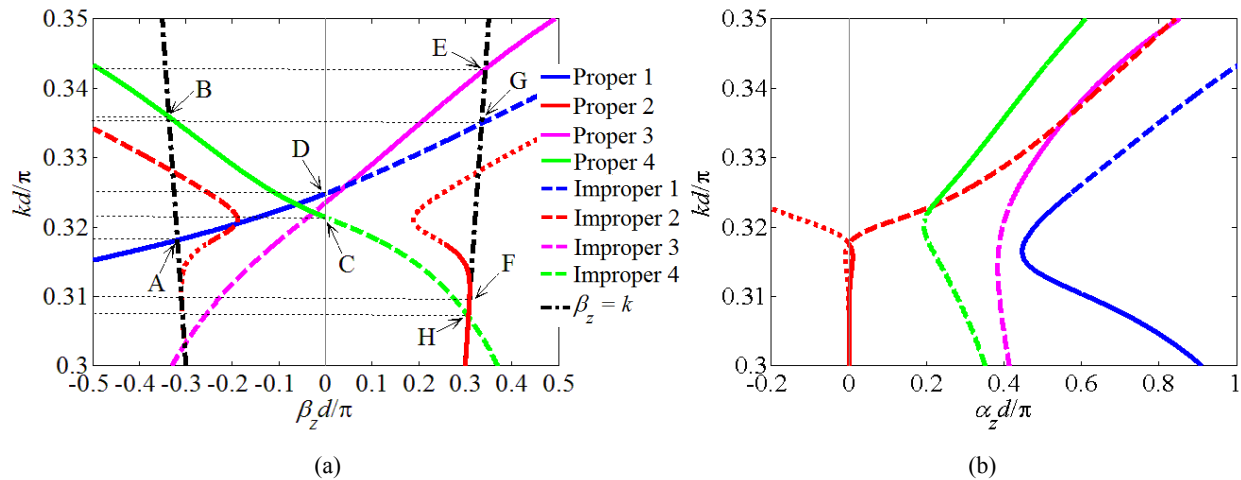 0.35
0.34
0.33
0.32
0.31
0.3
kd/π
-0.5 -0.4 -0.3 -0.2 -0.1 0 0.1 0.2 0.3 0.4 0.5
β_z d/π
A
B
C
D
E
F
G
H
Proper 1
Proper 2
Proper 3
Proper 4
Improper 1
Improper 2
Improper 3
Improper 4
β_z = k
(a)
0.35
0.34
0.33
0.32
0.31
0.3
kd/π
-0.2 0 0.2 0.4 0.6 0.8 1
α_z d/π
(b)